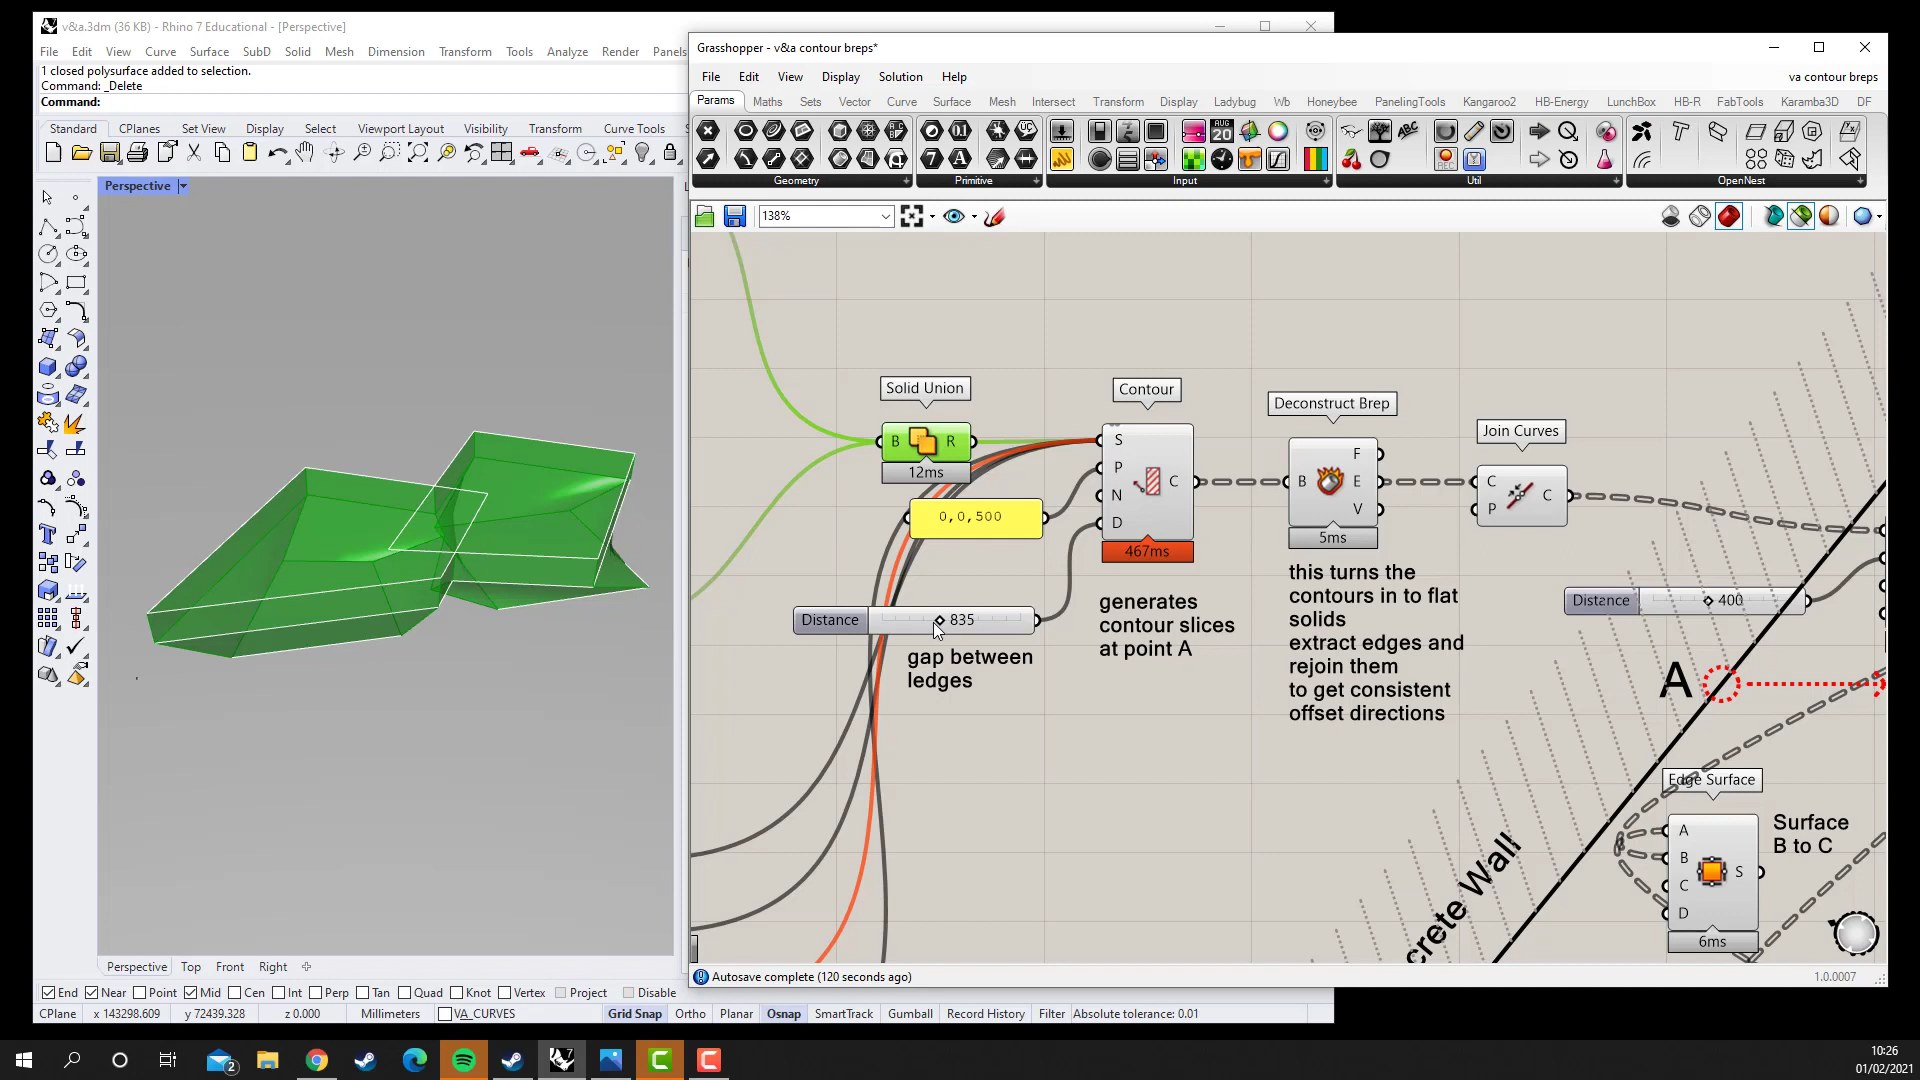 v&a.3dm (36 KB) - Rhino 7 Educational - [Perspective]
File Edit View Curve Surface SubD Solid Mesh Dimension Transform Tools Analyze Render Panels
1 closed polysurface added to selection.
Command: _Delete
Command:
Standard CPlanes Set View Display Select Viewport Layout Visibility Transform Curve Tools
Perspective
Perspective Top Front Right
End Near Point Mid Cen Int Perp Tan Quad Knot Vertex Project Disable
CPlane x 143298.609 y 72439.328 z 0.000 Millimeters VA_CURVES Grid Snap Ortho Planar Osnap SmartTrack Gumball Record History Filter Absolute tolerance: 0.01
Grasshopper - v&a contour breps*
File Edit View Display Solution Help
va contour breps
Params Maths Sets Vector Curve Surface Mesh Intersect Transform Display Ladybug Wb Honeybee PanelingTools Kangaroo2 HB-Energy LunchBox HB-R FabTools Karamba3D DF
Geometry Primitive Input Util OpenNest
138%
Solid Union
B R
12ms
0,0,500
Distance 835
gap between
ledges
Contour
S
P
N
D
C
467ms
generates
contour slices
at point A
Deconstruct Brep
B
F
E
V
5ms
this turns the
contours in to flat
solids
extract edges and
rejoin them
to get consistent
offset directions
Join Curves
C
P
C
Distance 400
A
crete Wall
Edge Surface
A
B
C
D
S
6ms
Surface
B to C
Autosave complete (120 seconds ago)
1.0.0007
10:26
01/02/2021